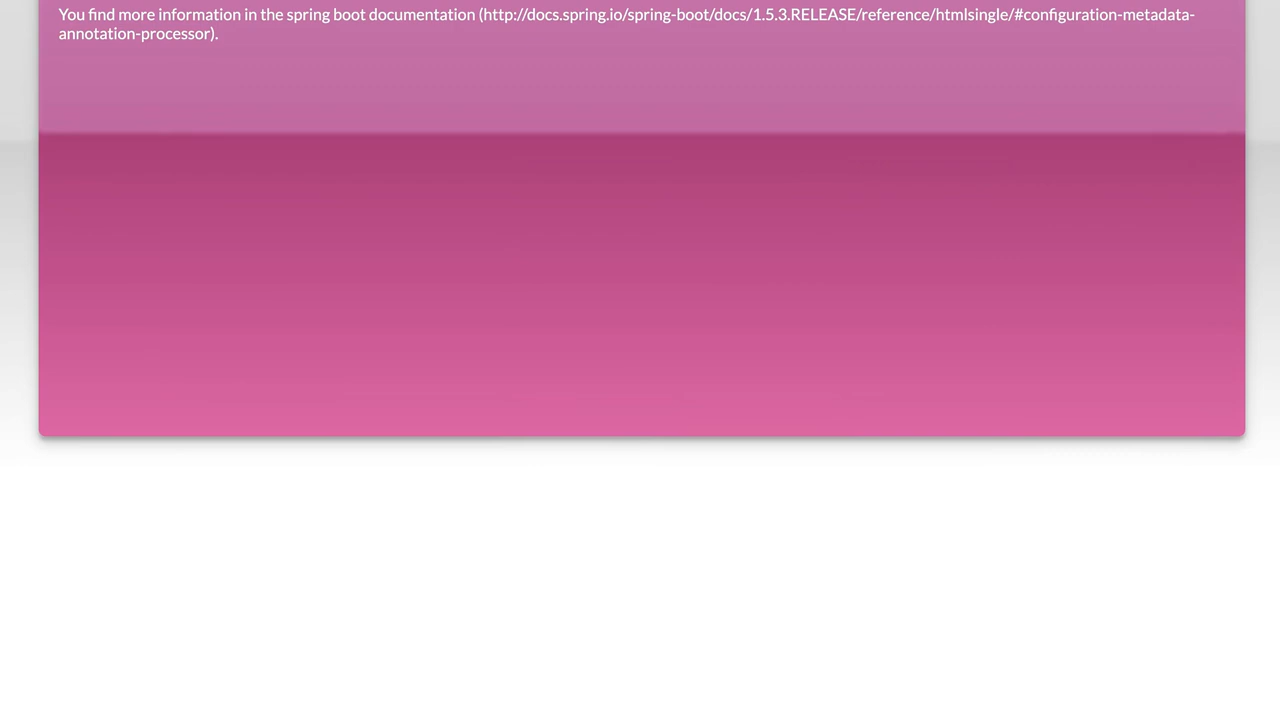 You find more information in the spring boot documentation (http://docs.spring.io/spring-boot/docs/1.5.3.RELEASE/reference/htmlsingle/#configuration-metadata-
annotation-processor).